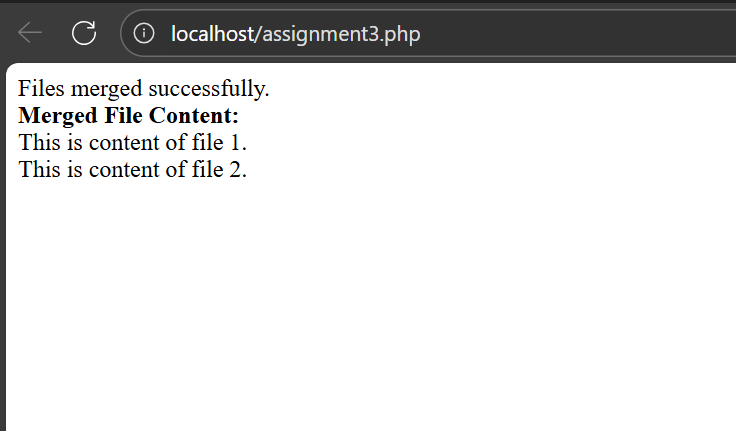 localhost/assignment3.php
Files merged successfully.
Merged File Content:
This is content of file 1.
This is content of file 2.